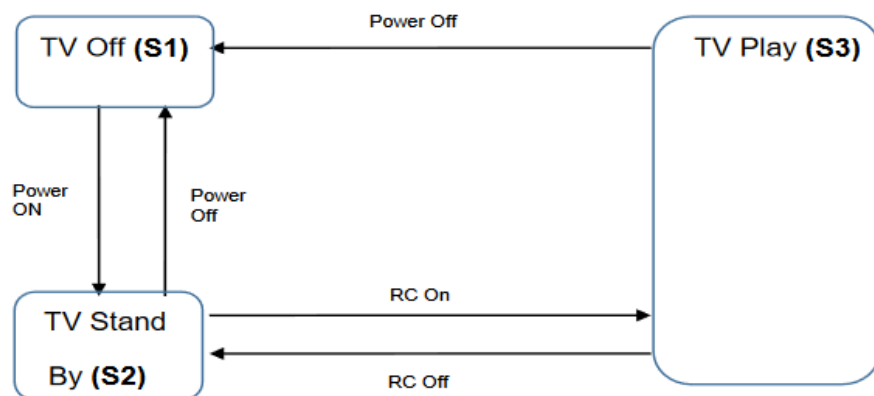 TV Off (S1)
Power Off
TV Play (S3)
Power
ON
Power
Off
TV Stand
By (S2)
RC On
RC Off